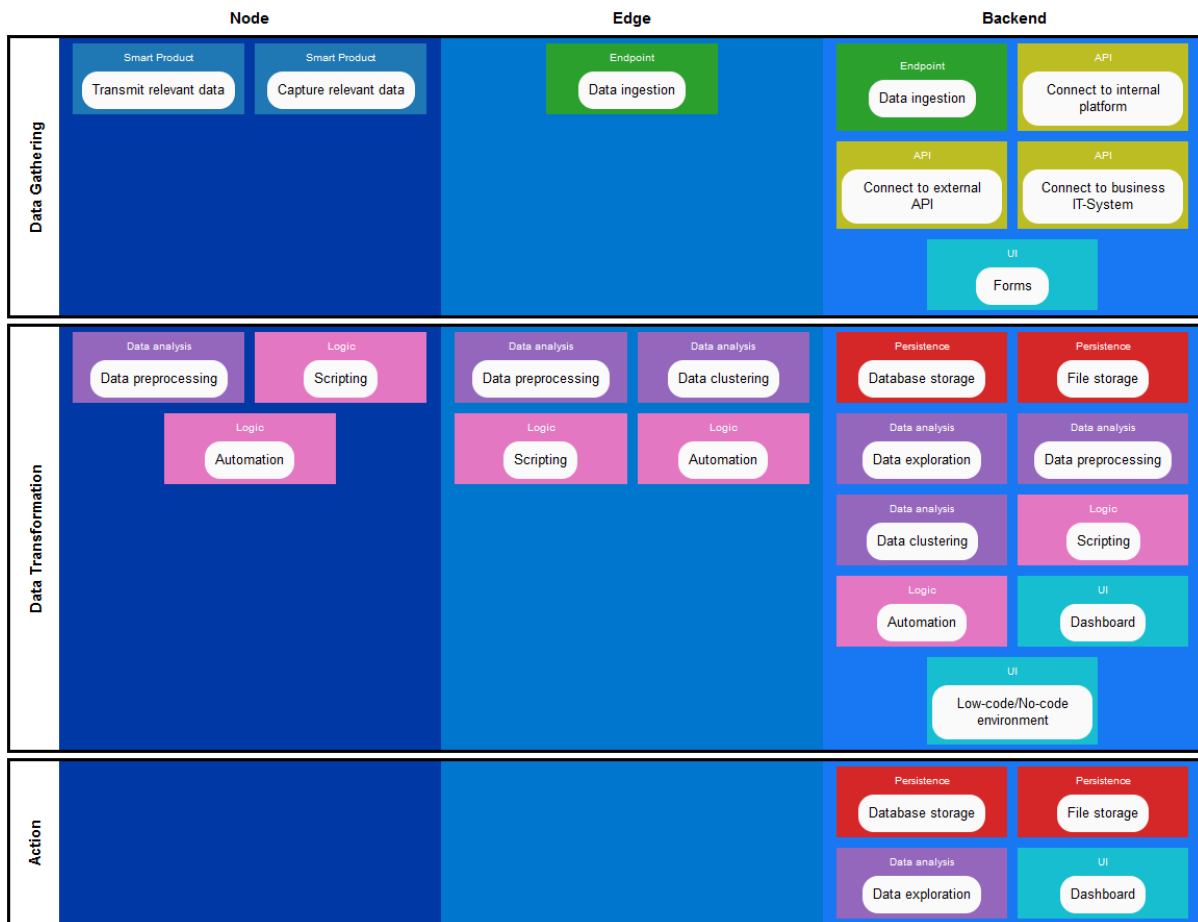 Node
Edge
Backend
Data Gathering
Smart Product
Transmit relevant data
Smart Product
Capture relevant data
Endpoint
Data ingestion
Endpoint
Data ingestion
API
Connect to internal
platform
API
Connect to external
API
API
Connect to business
IT-System
UI
Forms
Data Transformation
Data analysis
Data preprocessing
Logic
Scripting
Logic
Automation
Data analysis
Data preprocessing
Data analysis
Data clustering
Logic
Scripting
Logic
Automation
Persistence
Database storage
Persistence
File storage
Data analysis
Data exploration
Data analysis
Data preprocessing
Data analysis
Data clustering
Logic
Scripting
Logic
Automation
UI
Dashboard
UI
Low-code/No-code
environment
Action
Persistence
Database storage
Persistence
File storage
Data analysis
Data exploration
UI
Dashboard